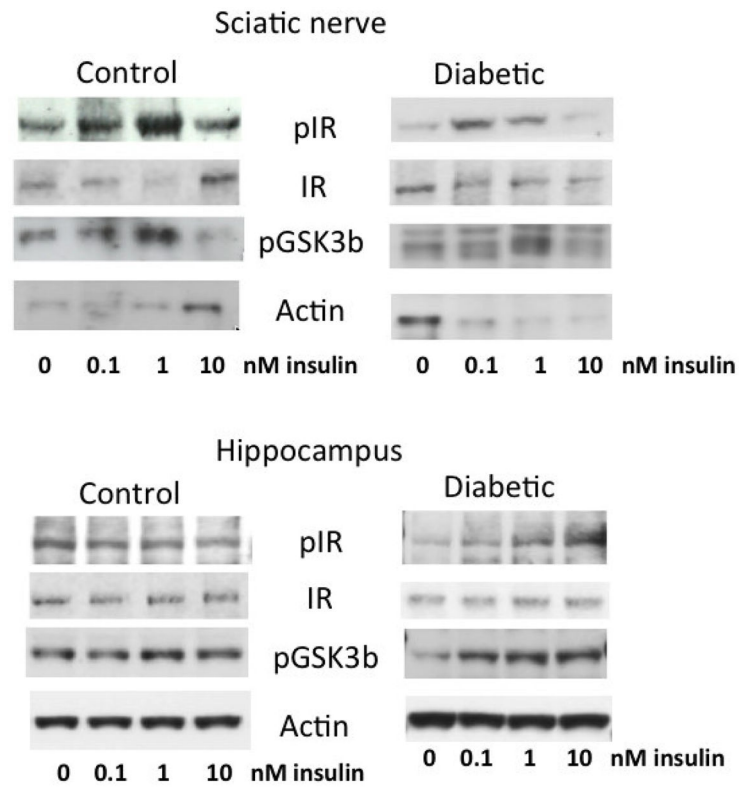 Sciatic nerve
Control Diabetic
pIR
IR
pGSK3b
Actin
0 0.1 1 10 nM insulin 0 0.1 1 10 nM insulin
Hippocampus
Control Diabetic
pIR
IR
pGSK3b
Actin
0 0.1 1 10 nM insulin 0 0.1 1 10 nM insulin